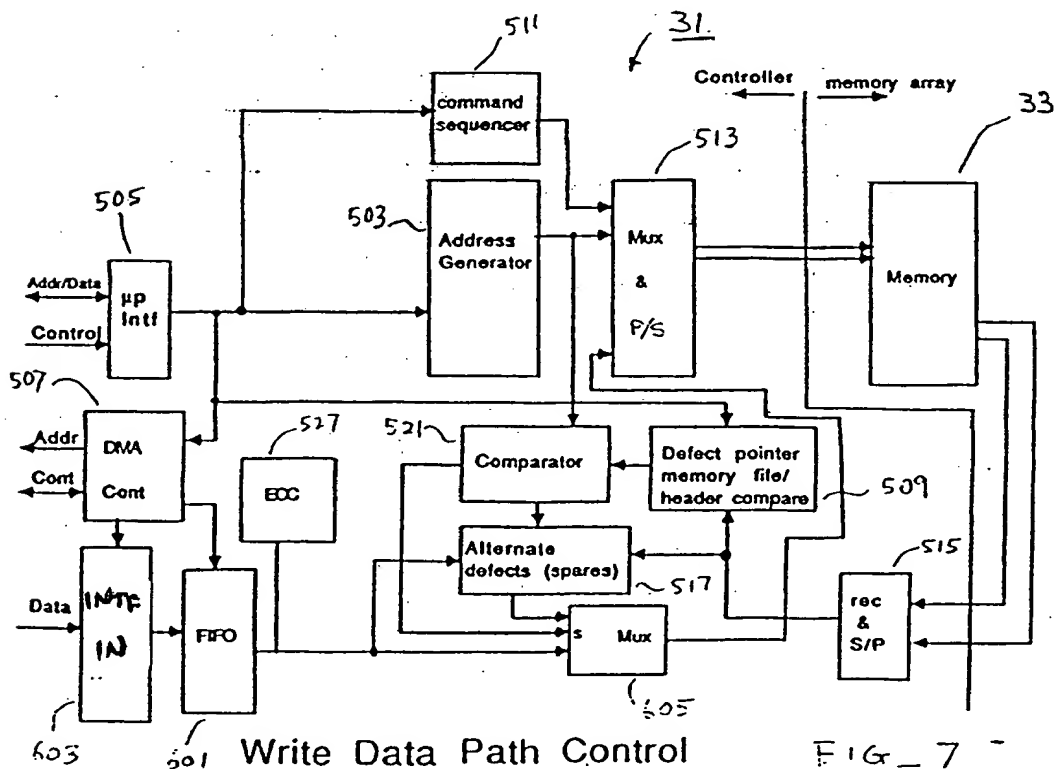 511
31.
Controller
memory array
command
sequencer
33
513
505
503
Address
Generator
Mux
&
P/S
Memory
Addr/Data
Control
μp
Intf
507
527
521
Addr
Cont
DMA
Cont
ECC
Comparator
Defect pointer
memory file/
header compare
509
Alternate
defects (spares)
517
515
Data
INTF
IN
FIFO
s Mux
rec
&
S/P
605
603
601
Write Data Path Control
FIG_7